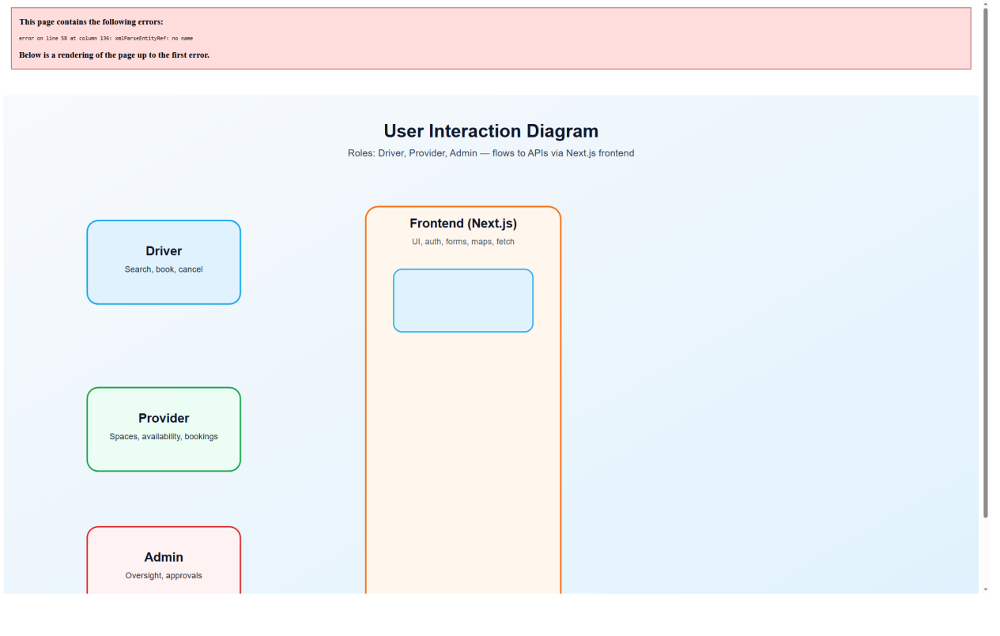 This page contains the following errors:
error on line 58 at column 136: xmlParseEntityRef: no name
Below is a rendering of the page up to the first error.
User Interaction Diagram
Roles: Driver, Provider, Admin — flows to APIs via Next.js frontend
Frontend (Next.js)
UI, auth, forms, maps, fetch
Driver
Search, book, cancel
Provider
Spaces, availability, bookings
Admin
Oversight, approvals